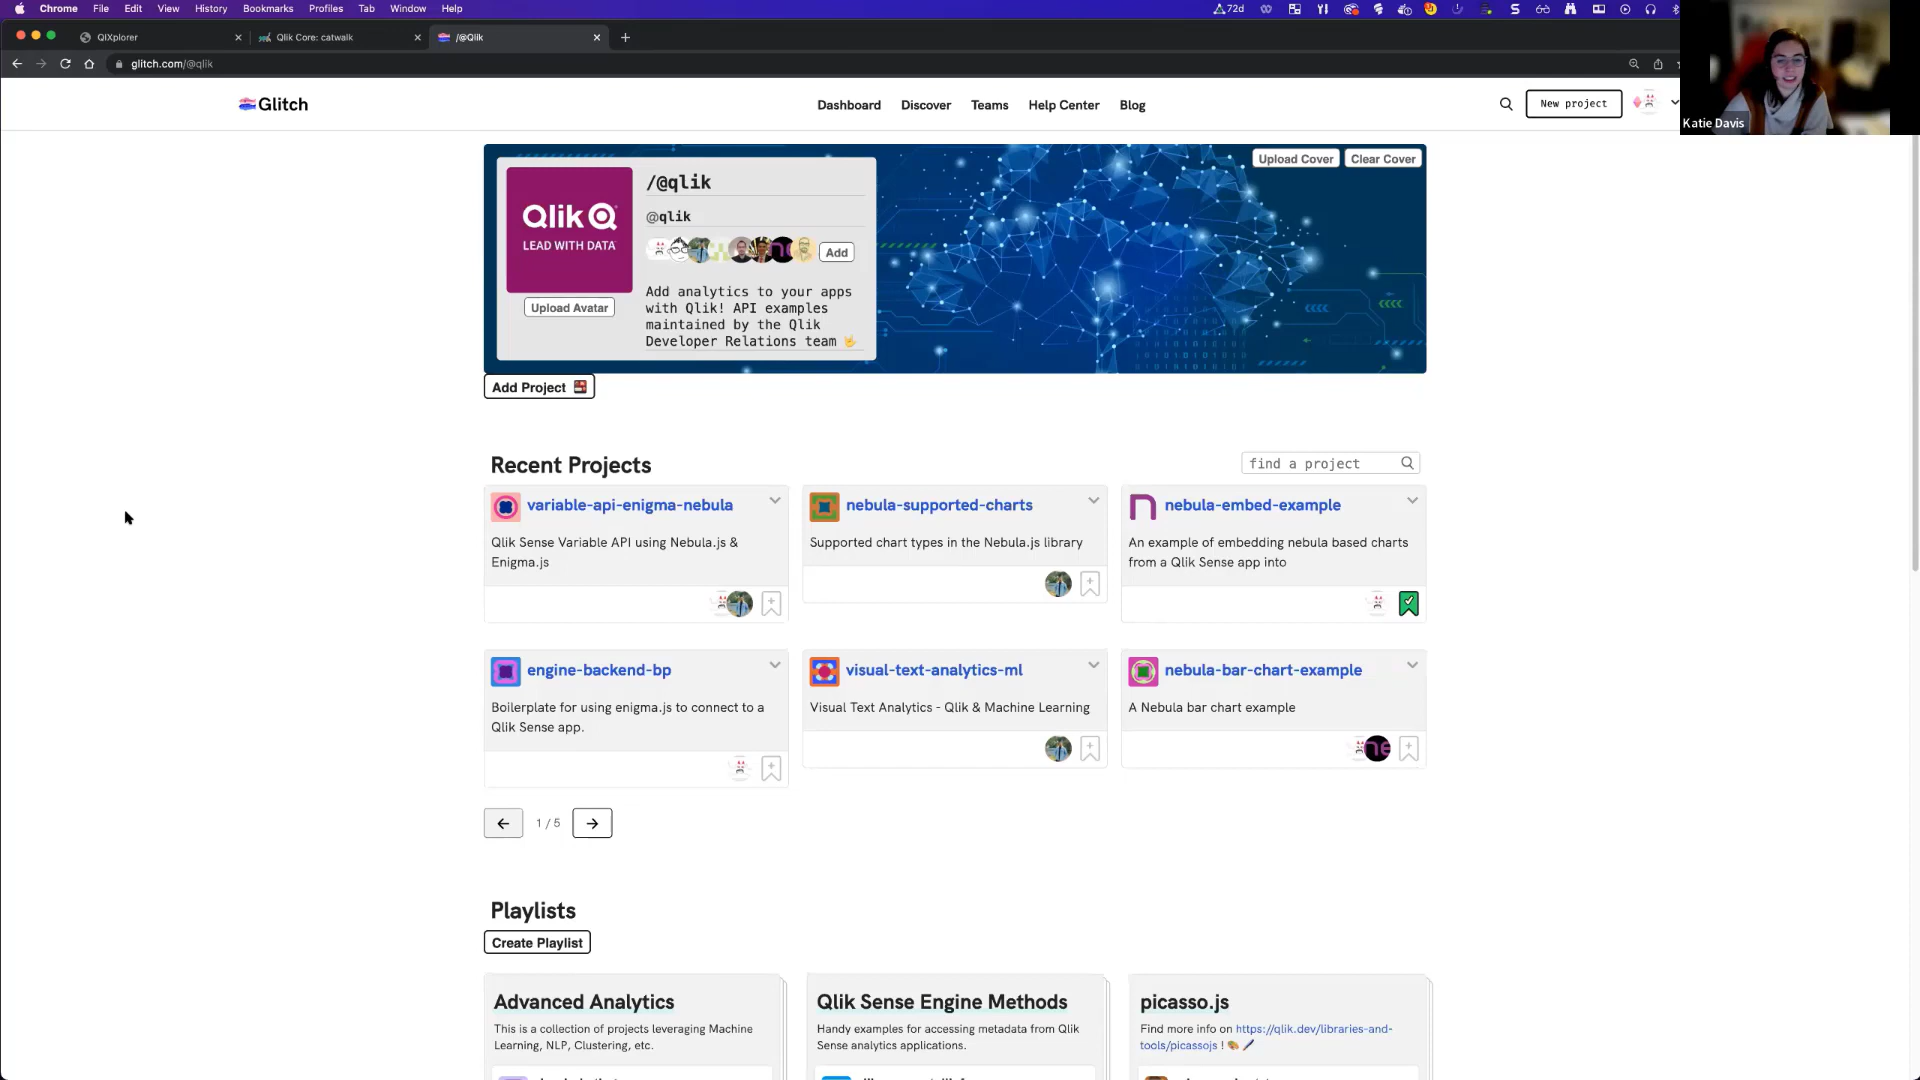 Chrome File Edit View History Bookmarks Profiles Tab Window Help 72d
QIXplorer Qlik Core: catwalk /@Qlik
glitch.com/@qlik
Glitch Dashboard Discover Teams Help Center Blog New project
Katie Davis
Upload Cover Clear Cover
Qlik
LEAD WITH DATA
Upload Avatar
/@qlik
@qlik
Add
Add analytics to your apps
with Qlik! API examples
maintained by the Qlik
Developer Relations team
Add Project
Recent Projects
find a project
variable-api-enigma-nebula
Qlik Sense Variable API using Nebula.js &
Enigma.js
nebula-supported-charts
Supported chart types in the Nebula.js library
nebula-embed-example
An example of embedding nebula based charts
from a Qlik Sense app into
engine-backend-bp
Boilerplate for using enigma.js to connect to a
Qlik Sense app.
visual-text-analytics-ml
Visual Text Analytics - Qlik & Machine Learning
nebula-bar-chart-example
A Nebula bar chart example
1 / 5
Playlists
Create Playlist
Advanced Analytics
This is a collection of projects leveraging Machine
Learning, NLP, Clustering, etc.
Qlik Sense Engine Methods
Handy examples for accessing metadata from Qlik
Sense analytics applications.
picasso.js
Find more info on https://qlik.dev/libraries-and-
tools/picassojs !